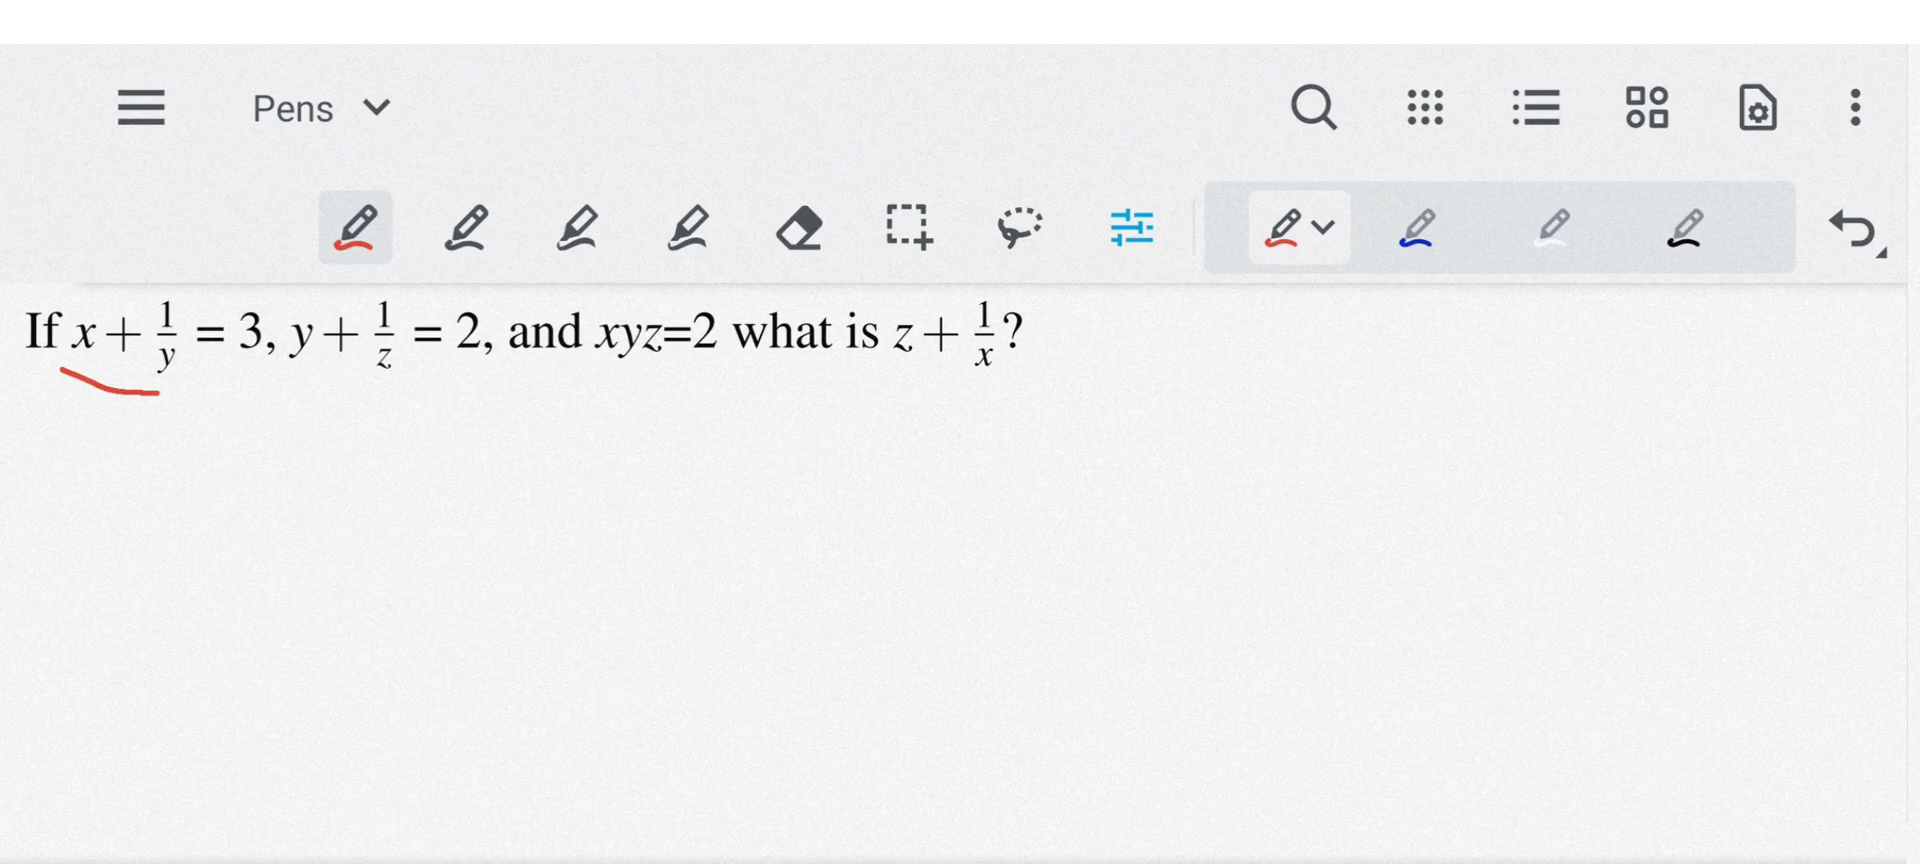 Pens
If x + 1/y = 3, y + 1/z = 2, and xyz=2 what is z + 1/x?